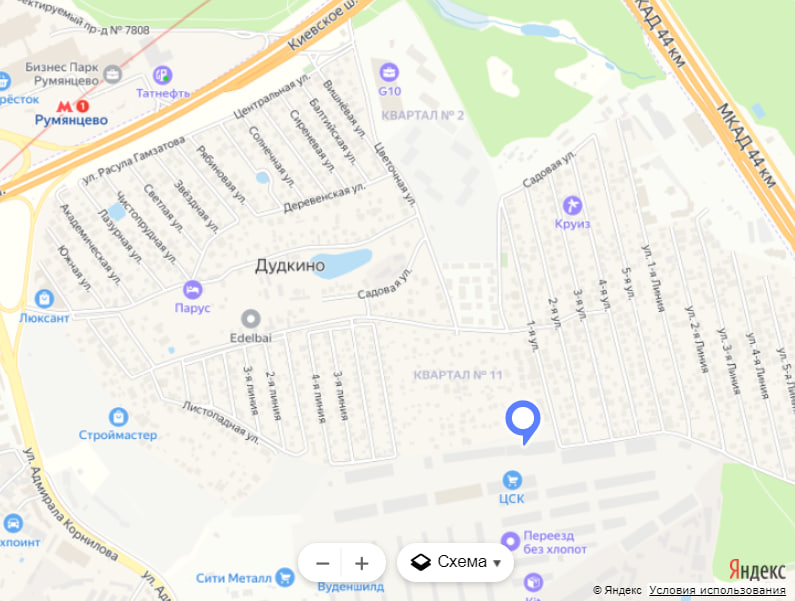 ектируемый пр-д № 7808
Киевское ш.
МКАД 44 км
Бизнес Парк
Румянцево
Татнефть
G10
рёсток
1
Румянцево
Центральная ул.
Вишнёвая ул.
Балтийская ул.
Сиреневая ул.
Солнечная ул.
Рябиновая ул.
КВАРТАЛ № 2
МКАД 44 км
ул. Расула Гамзатова
Цветочная ул.
Садовая ул.
Звёздная ул.
Светлая ул.
Чистопрудная ул.
Лазурная ул.
Академическая ул.
Южная ул.
Деревенская ул.
Круиз
Дудкино
Садовая ул.
Парус
Люксант
Edelbai
1-я ул.
2-я ул.
3-я ул.
4-я ул.
5-я ул.
ул. 1-я Линия
ул. 2-я Линия
ул. 3-я Линия
ул. 4-я Линия
ул. 5-я Линия
КВАРТАЛ № 11
3-я линия
2-я линия
4-я линия
3-я линия
Листопадная ул.
Строймастер
ул. Адмирала Корнилова
ЦСК
хпоинт
Переезд
без хлопот
Сити Металл
Вуденшилд
Схема
Яндекс
© Яндекс Условия использования